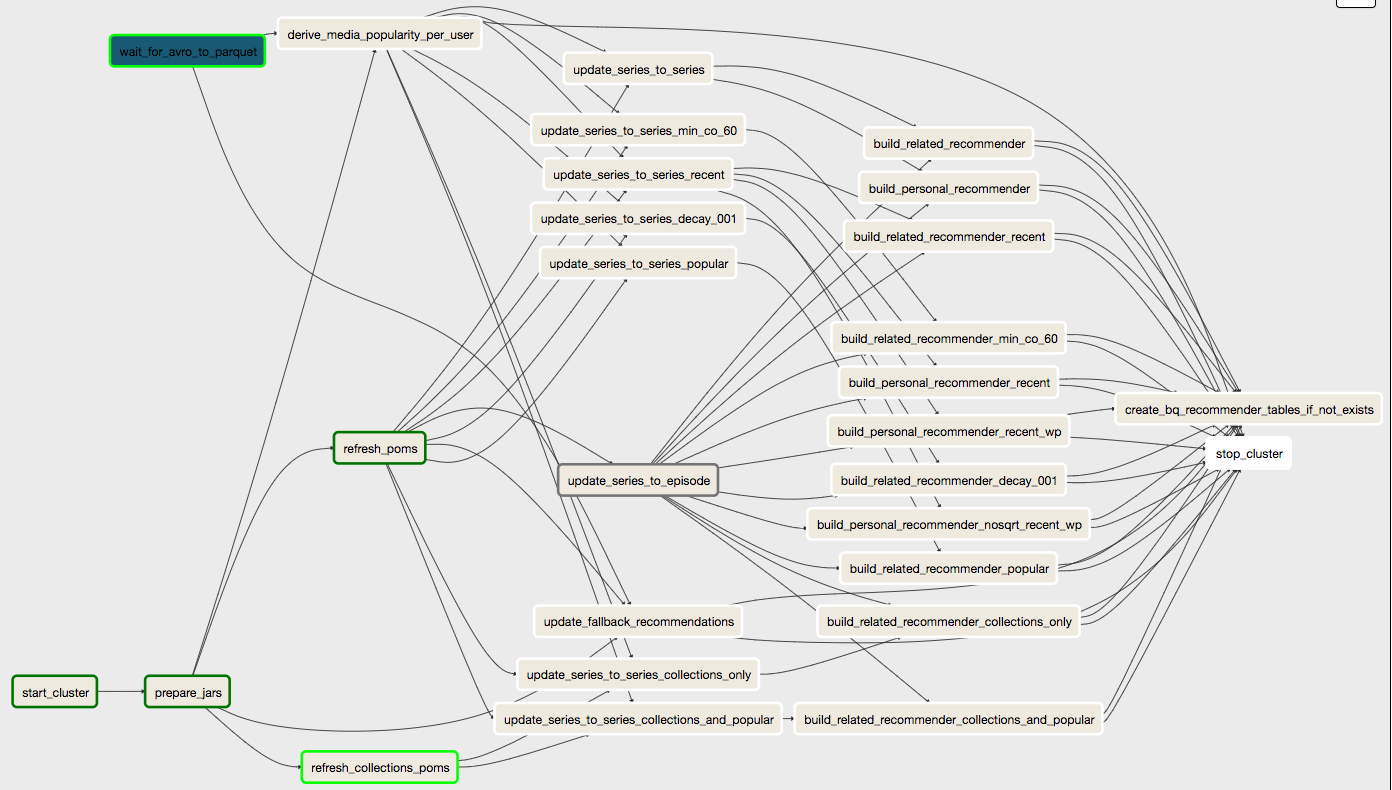 derive_media_popularity_per_user
wait_for_avro_to_parquet
update_series_to_series
update_series_to_series_min_co_60
build_related_recommender
update_series_to_series_recent
build_personal_recommender
update_series_to_series_decay_001
build_related_recommender_recent
update_series_to_series_popular
build_related_recommender_min_co_60
build_personal_recommender_recent
create_bq_recommender_tables_if_not_exists
build_personal_recommender_recent_wp
refresh_poms
stop_cluster
update_series_to_episode
build_related_recommender_decay_001
build_personal_recommender_nosqrt_recent_wp
build_related_recommender_popular
update_fallback_recommendations
build_related_recommender_collections_only
update_series_to_series_collections_only
start_cluster
prepare_jars
update_series_to_series_collections_and_popular
build_related_recommender_collections_and_popular
refresh_collections_poms